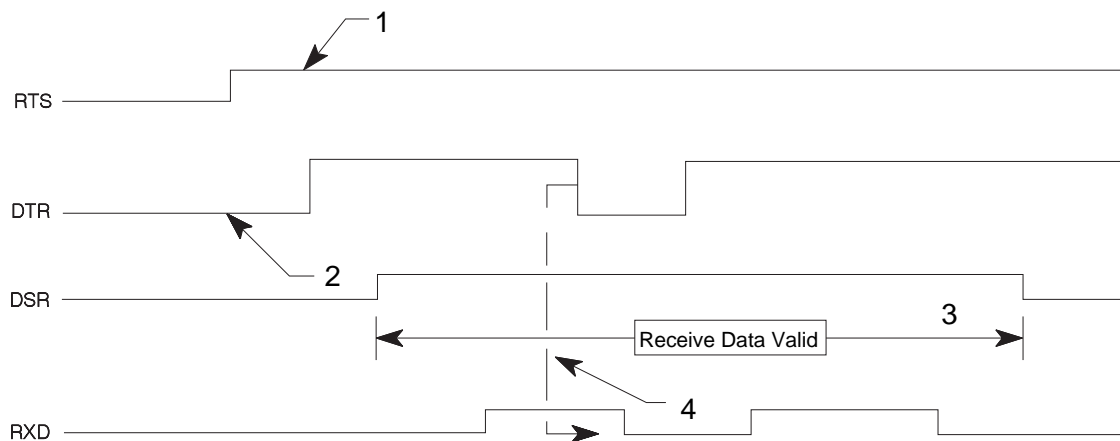 1
RTS
DTR
2
DSR
3
Receive Data Valid
4
RXD